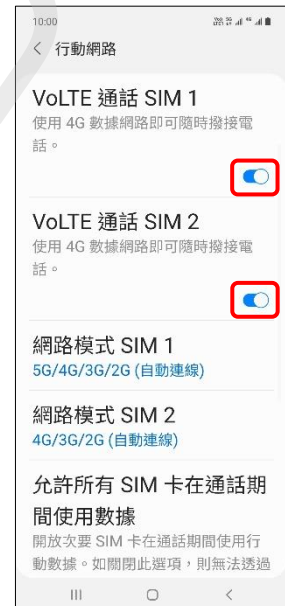 10:00
行動網路
VoLTE 通話 SIM 1
使用 4G 數據網路即可隨時撥接電
話。
VoLTE 通話 SIM 2
使用 4G 數據網路即可隨時撥接電
話。
網路模式 SIM 1
5G/4G/3G/2G (自動連線)
網路模式 SIM 2
4G/3G/2G (自動連線)
允許所有 SIM 卡在通話期
間使用數據
開放次要 SIM 卡在通話期間使用行
動數據。如關閉此選項，則無法透過